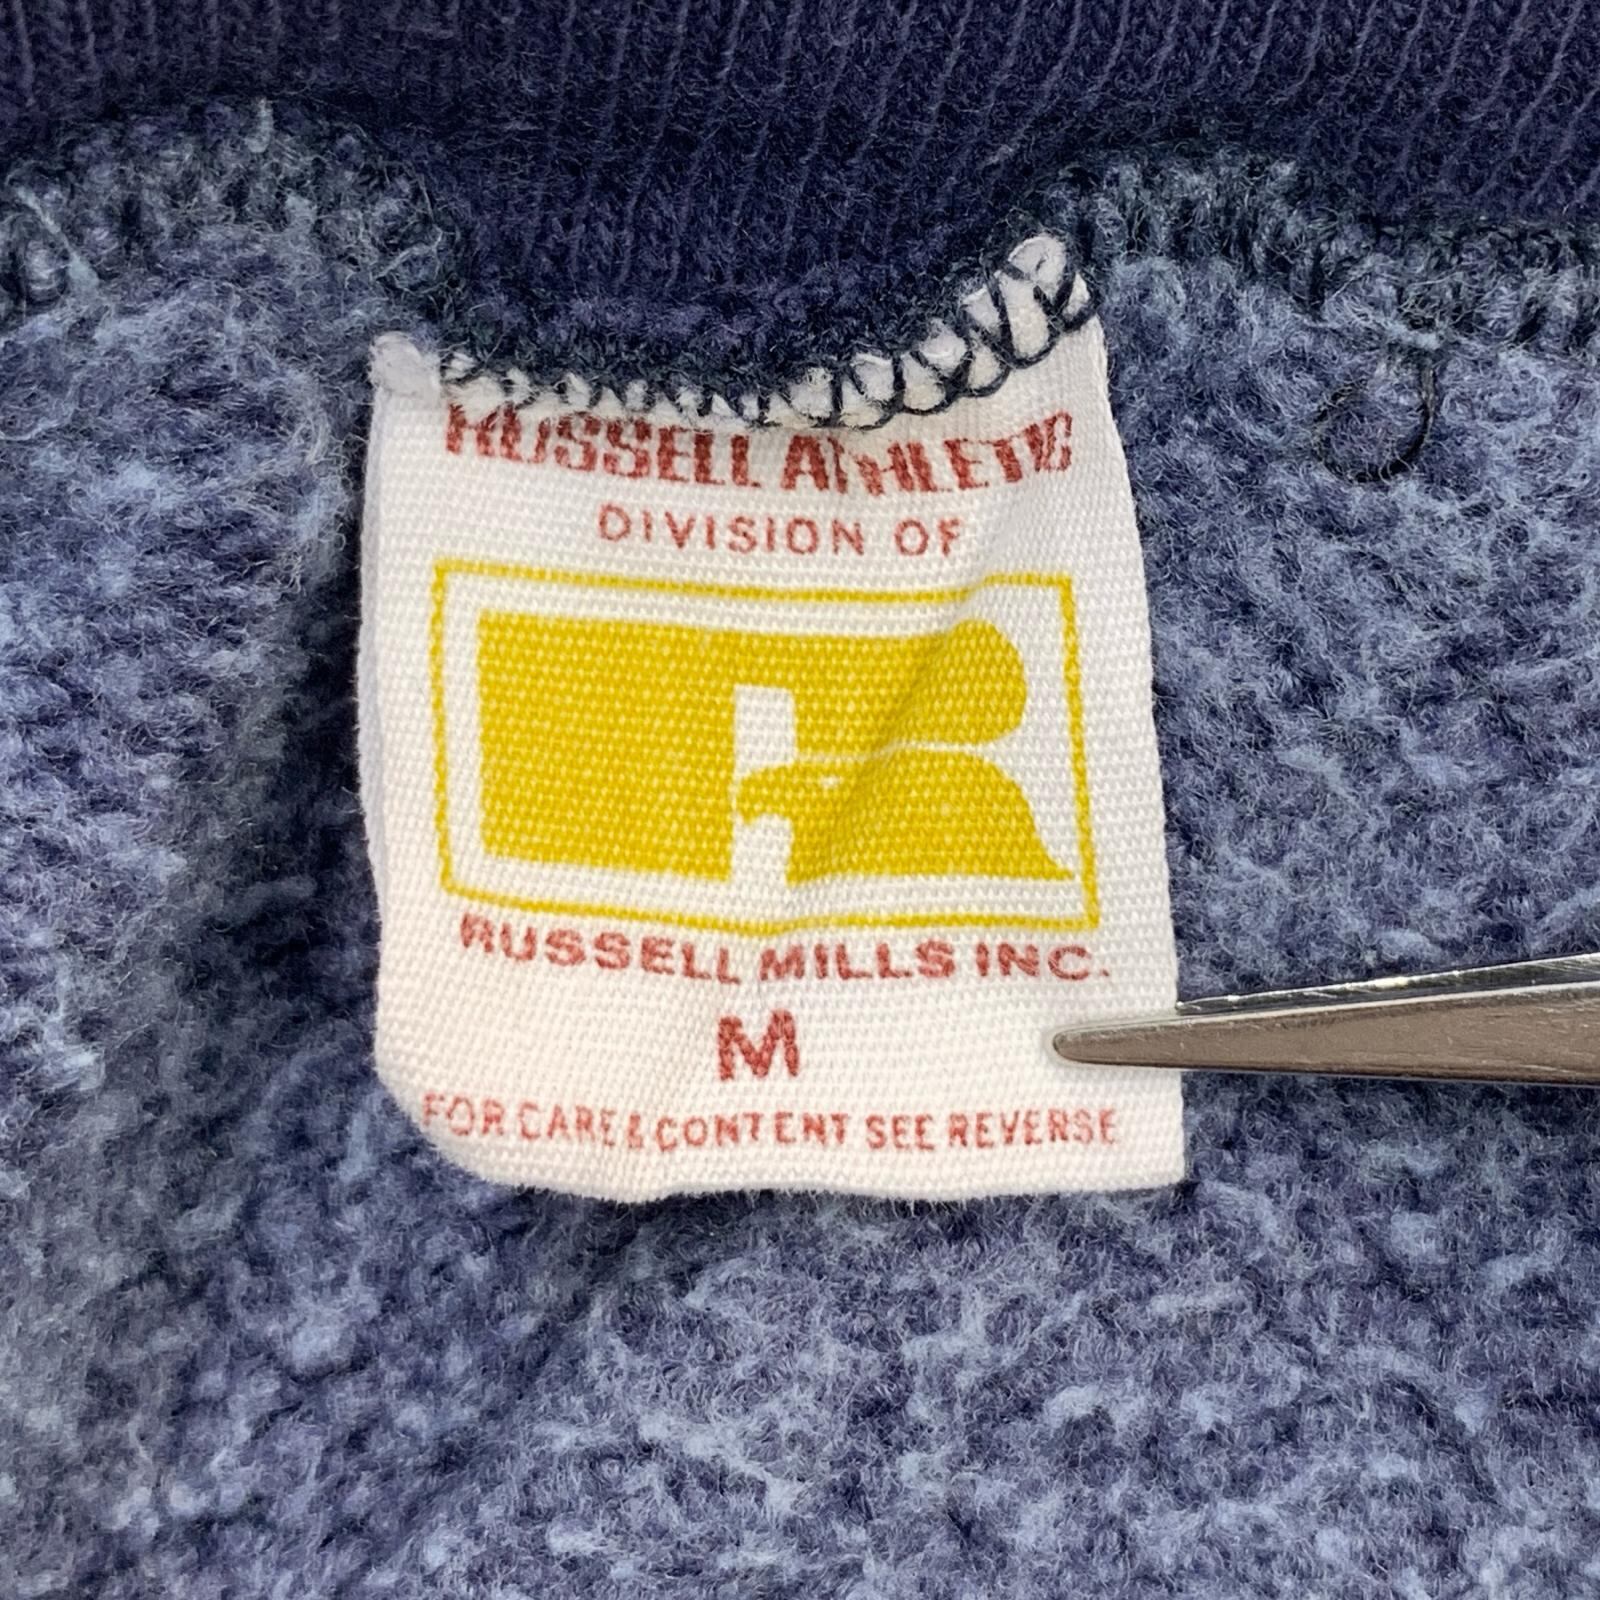 RUSSELL ATHLETIC
DIVISION OF
R
RUSSELL MILLS INC.
M
FOR CARE & CONTENT SEE REVERSE